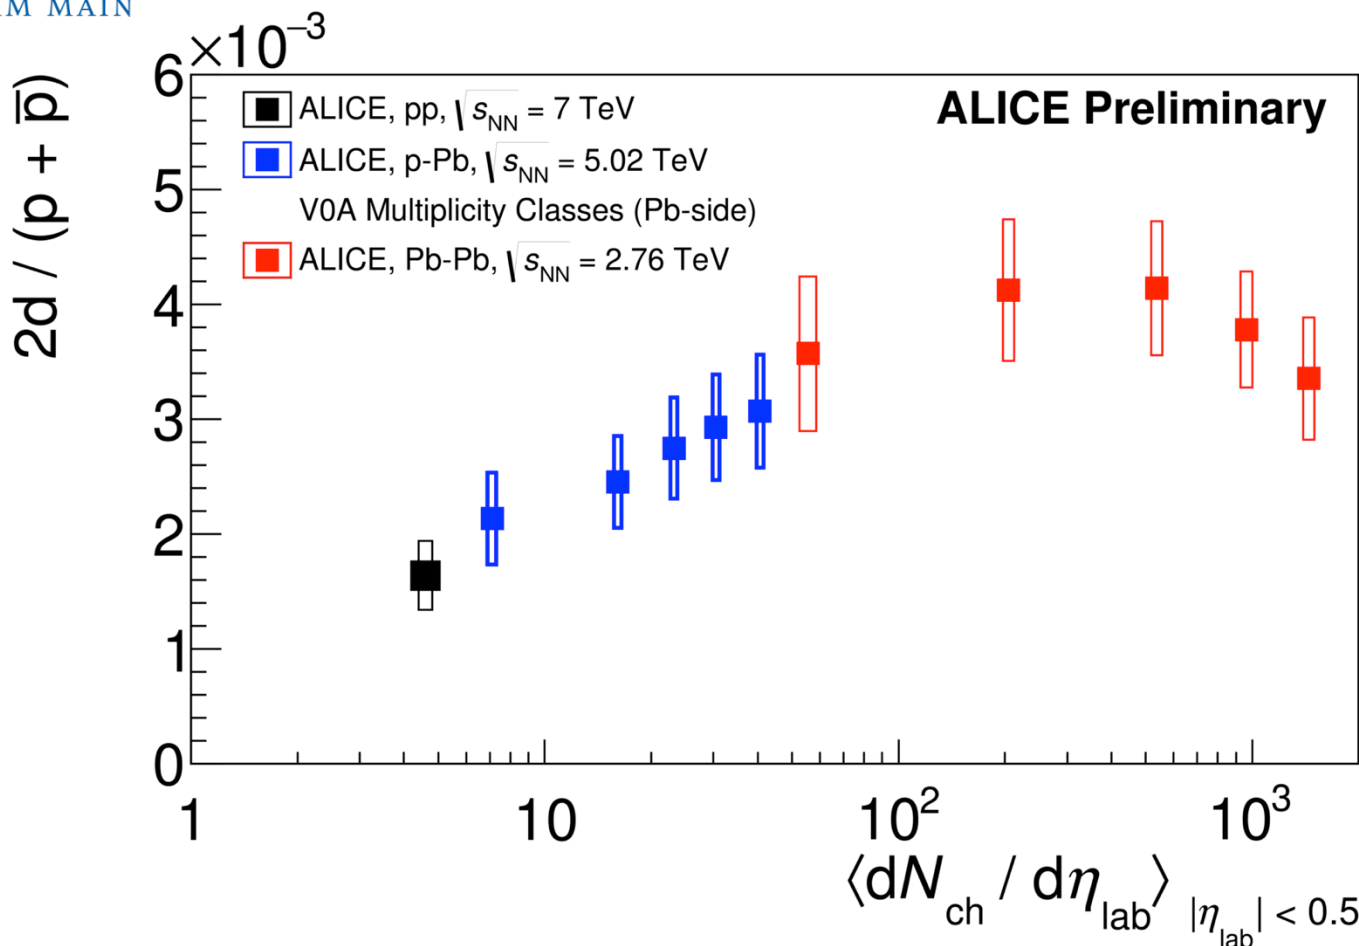 IM MAIN
6×10⁻³
2d / (p + p̅)
ALICE, pp, √s_NN = 7 TeV
ALICE Preliminary
ALICE, p-Pb, √s_NN = 5.02 TeV
V0A Multiplicity Classes (Pb-side)
ALICE, Pb-Pb, √s_NN = 2.76 TeV
5
4
3
2
1
0
1 10 10² 10³
⟨dN_ch / dη_lab⟩ |η_lab| < 0.5